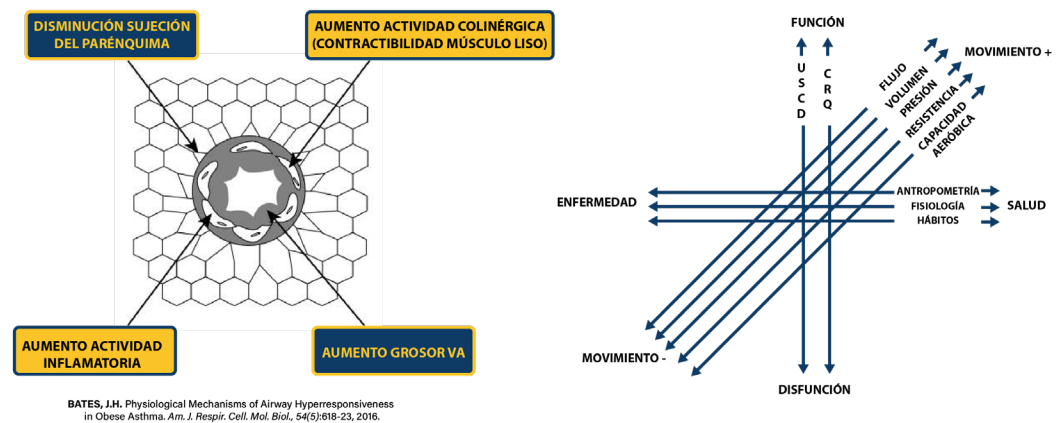 DISMINUCIÓN SUJECIÓN
DEL PARÉNQUIMA
AUMENTO ACTIVIDAD COLINÉRGICA
(CONTRACTIBILIDAD MÚSCULO LISO)
AUMENTO ACTIVIDAD
INFLAMATORIA
AUMENTO GROSOR VA
BATES, J.H. Physiological Mechanisms of Airway Hyperresponsiveness
in Obese Asthma. Am. J. Respir. Cell. Mol. Biol., 54(5):618-23, 2016.
FUNCIÓN
USCD
CRQ
FLUJO
VOLUMEN
PRESIÓN
RESISTENCIA
CAPACIDAD
AERÓBICA
MOVIMIENTO +
ENFERMEDAD
ANTROPOMETRÍA
FISIOLOGÍA
HÁBITOS
SALUD
MOVIMIENTO -
DISFUNCIÓN